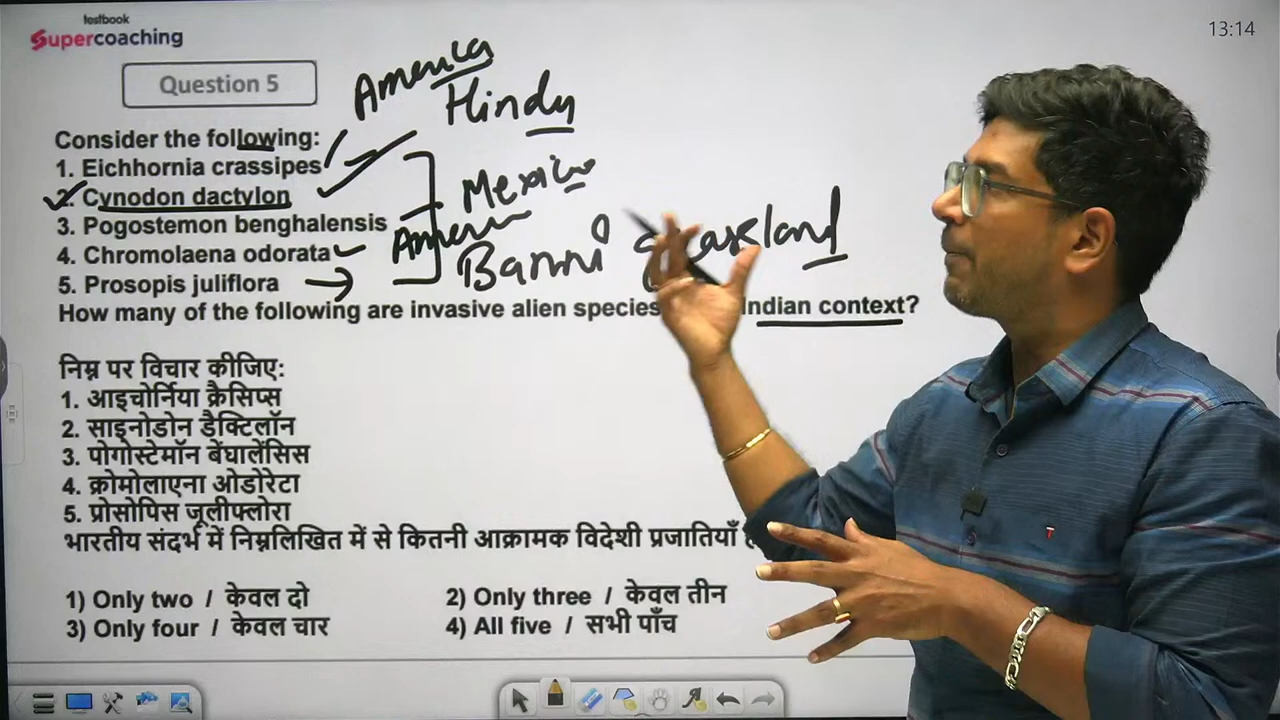 testbook
Supercoaching
13:14
Question 5
America
Hindu
Consider the following:
1. Eichhornia crassipes
2. Cynodon dactylon
Mexico
3. Pogostemon benghalensis
America
4. Chromolaena odorata
Banni Grassland
5. Prosopis juliflora
How many of the following are invasive alien species Indian context?
निम्न पर विचार कीजिए:
1. आइचोर्निया क्रैसिप्स
2. साइनोडोन डैक्टिलॉन
3. पोगोस्टेमॉन बेंघालेंसिस
4. क्रोमोलाएना ओडोरेटा
5. प्रोसोपिस जूलीफ्लोरा
भारतीय संदर्भ में निम्नलिखित में से कितनी आक्रामक विदेशी प्रजातियाँ
1) Only two / केवल दो 2) Only three / केवल तीन
3) Only four / केवल चार 4) All five / सभी पाँच
T